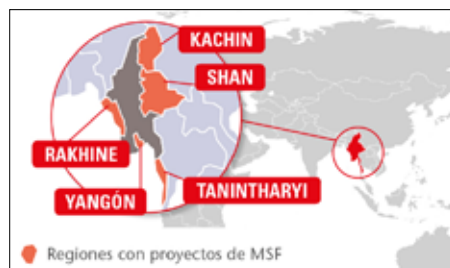 KACHIN
SHAN
RAKHINE
YANGÓN
TANINTHARYI
Regiones con proyectos de MSF